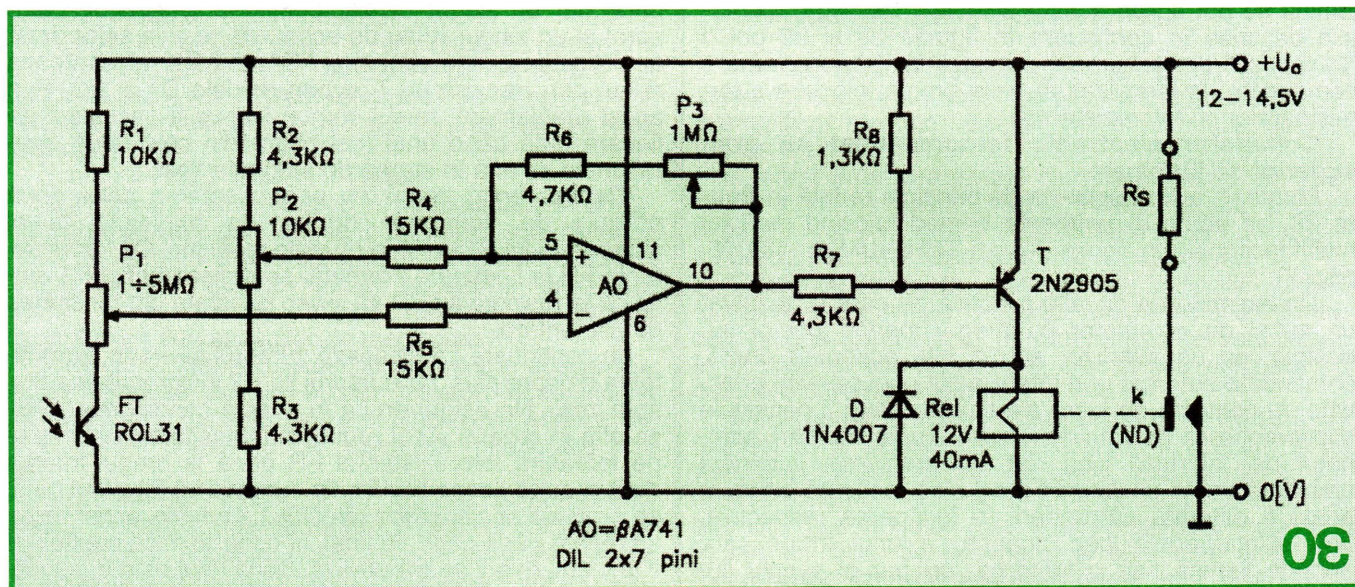 +Ua
12–14,5V
R1
10KΩ
R2
4,3KΩ
P2
10KΩ
P1
1÷5MΩ
R4
15KΩ
R5
15KΩ
R6
4,7KΩ
P3
1MΩ
5
+
4
−
AO
11
10
6
R7
4,3KΩ
R8
1,3KΩ
T
2N2905
RS
FT
ROL31
R3
4,3KΩ
D
1N4007
Rel
12V
40mA
k
(ND)
0[V]
AO=βA741
DIL 2x7 pini
30